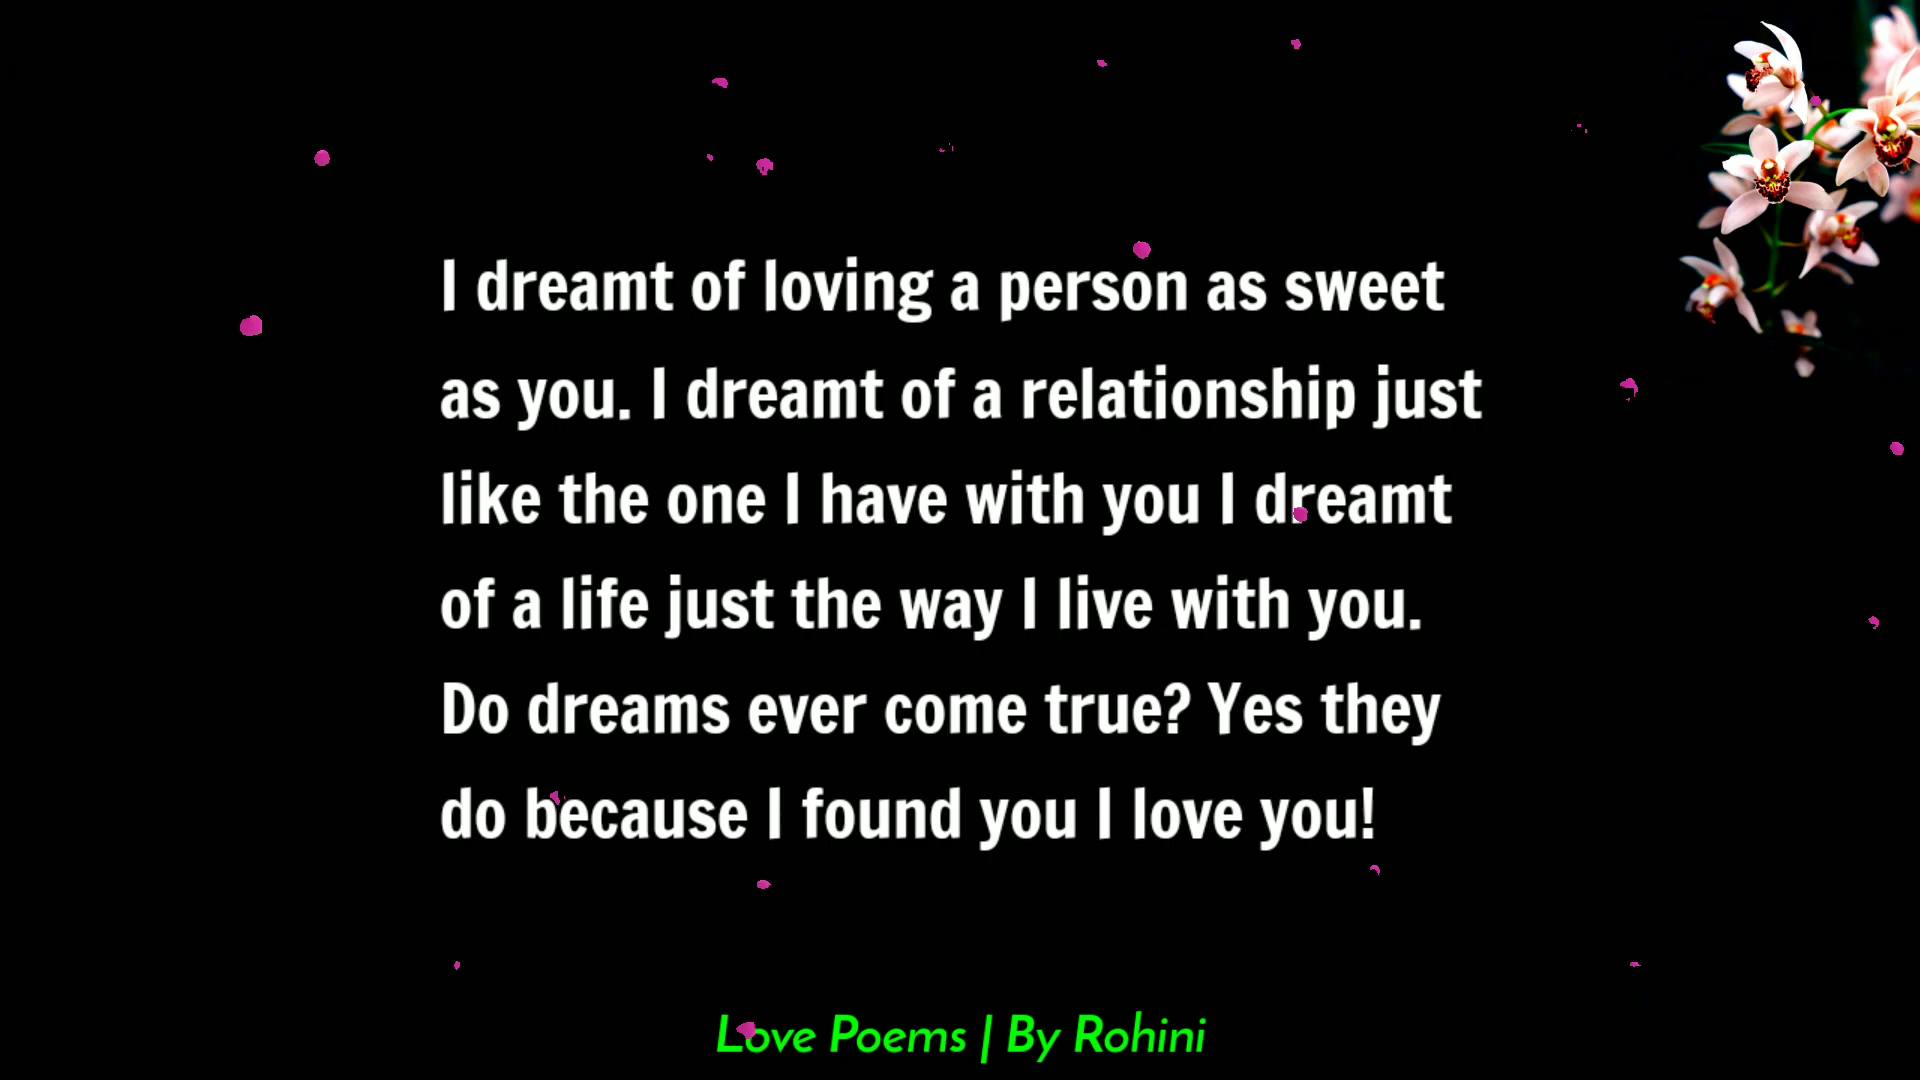 I dreamt of loving a person as sweet
as you. I dreamt of a relationship just
like the one I have with you I dreamt
of a life just the way I live with you.
Do dreams ever come true? Yes they
do because I found you I love you!
Love Poems | By Rohini